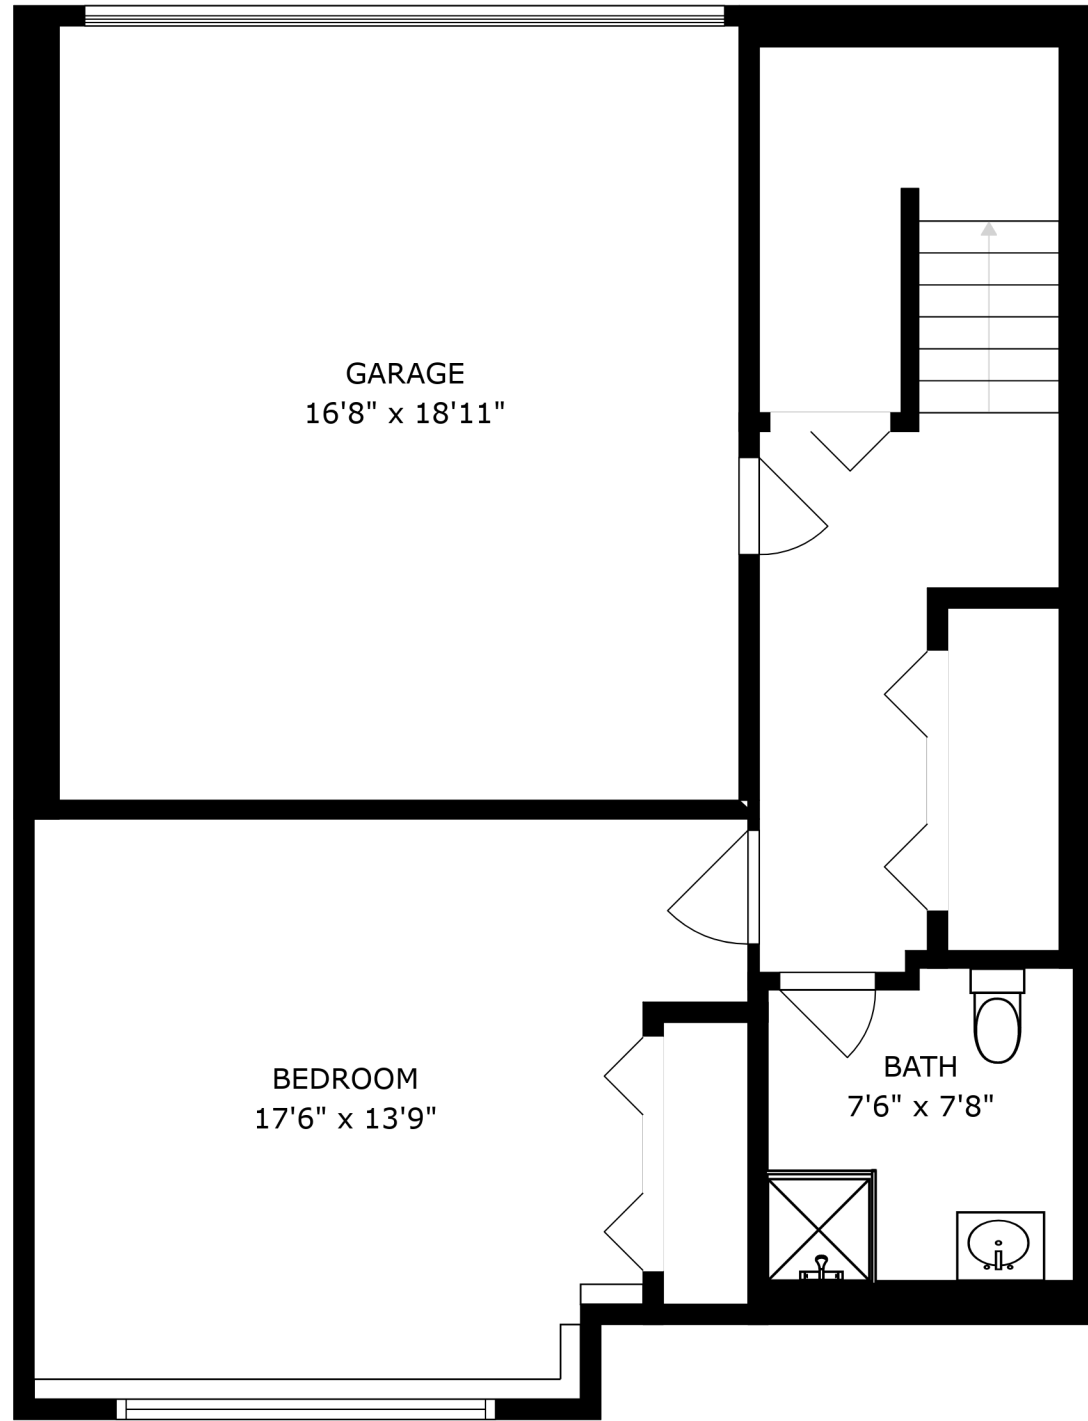 GARAGE
16'8" x 18'11"
BEDROOM
17'6" x 13'9"
BATH
7'6" x 7'8"